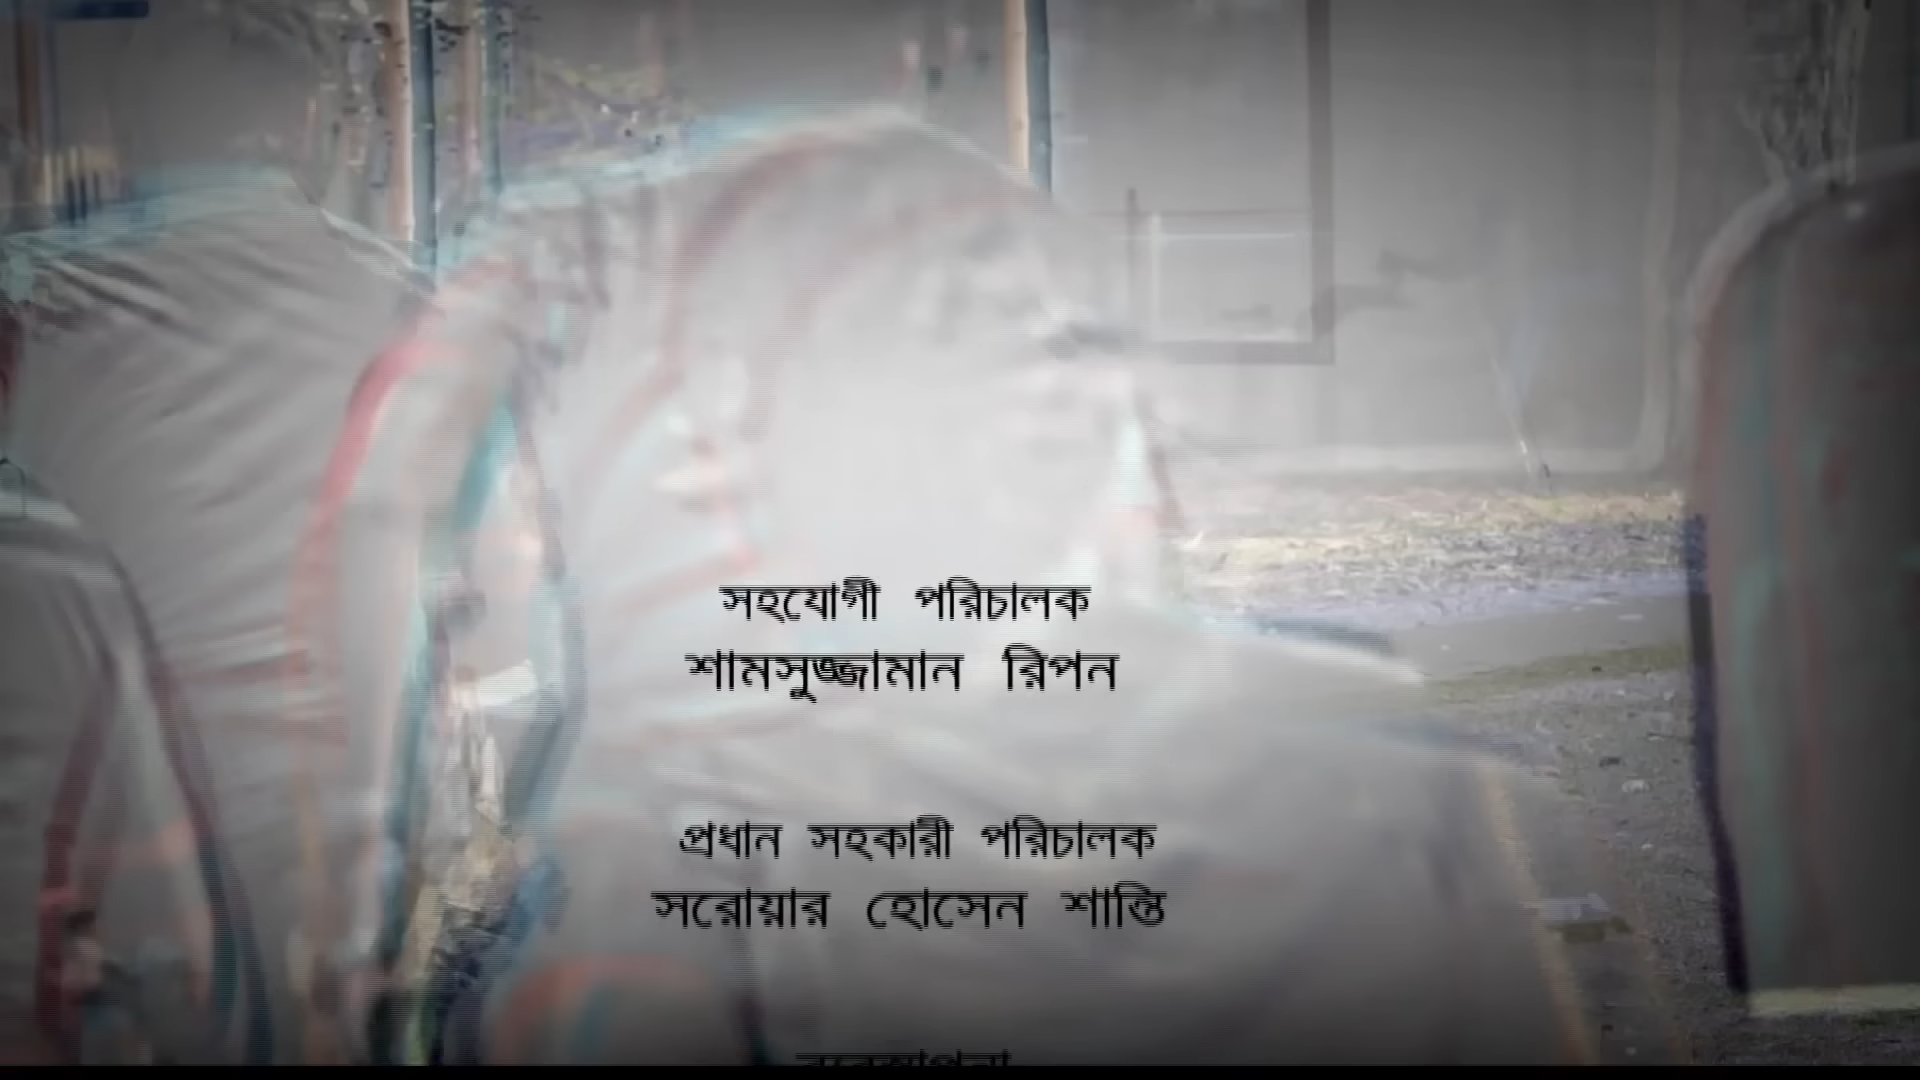 সহযোগী পরিচালক
শামসুজ্জামান রিপন
প্রধান সহকারী পরিচালক
সরোয়ার হোসেন শান্তি